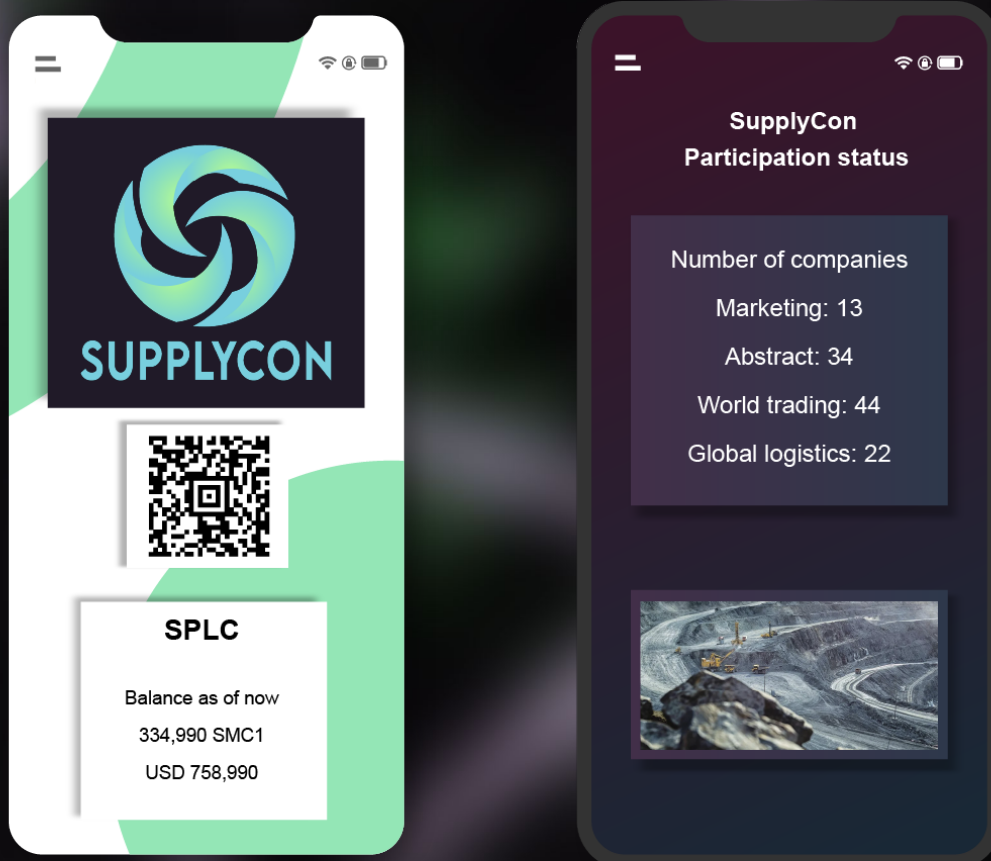 SUPPLYCON
SPLC
Balance as of now
334,990 SMC1
USD 758,990
SupplyCon
Participation status
Number of companies
Marketing: 13
Abstract: 34
World trading: 44
Global logistics: 22